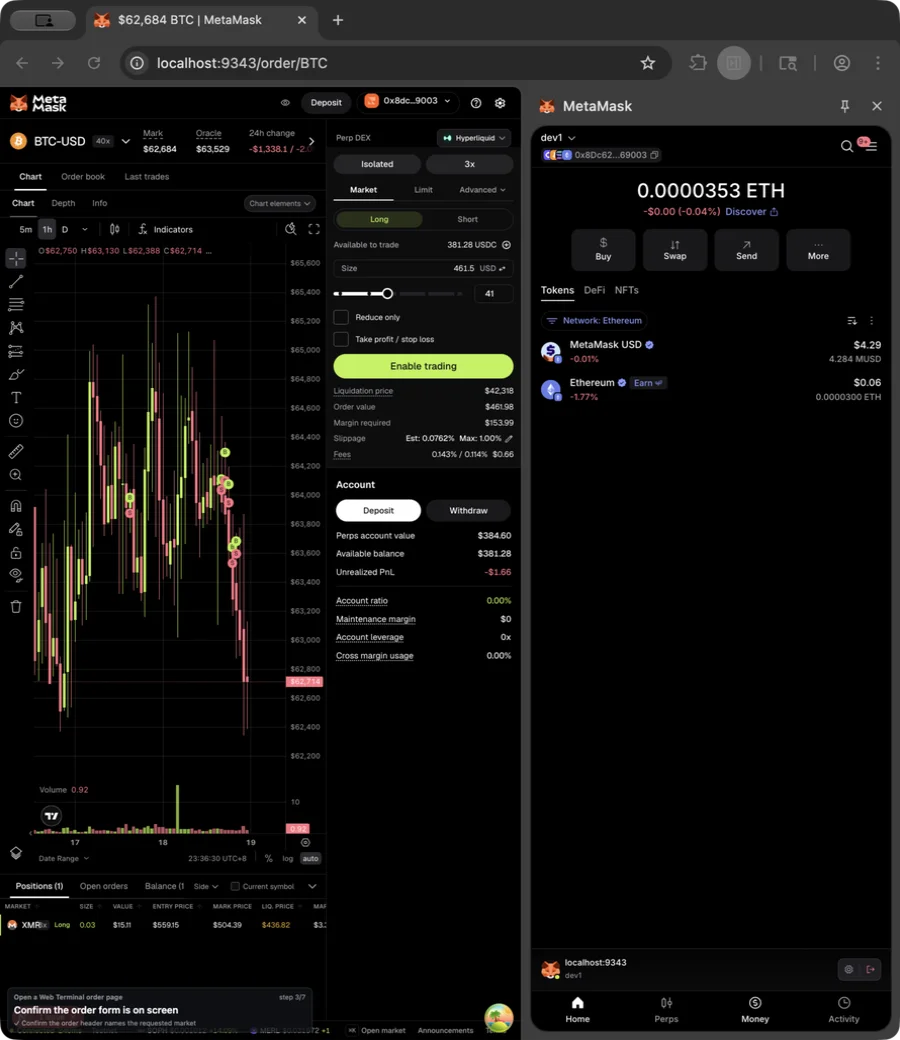 $62,684 BTC | MetaMask
localhost:9343/order/BTC
Meta
Mask
Deposit
0x8dc...9003
BTC-USD 40x
Mark
$62,684
Oracle
$63,529
24h change
-$1,338.1 / -2.0
Chart Order book Last trades
Chart Depth Info
Chart elements
5m 1h D Indicators
O$62,750 H$63,130 L$62,388 C$62,714 ...
$65,600
$65,400
$65,200
$65,000
$64,800
$64,600
$64,400
$64,200
$64,000
$63,800
$63,600
$63,400
$63,200
$63,000
$62,800
$62,714
$62,600
$62,400
$62,200
Volume 0.92
10
0.92
17 18 19
Date Range
23:36:30 UTC+8 % log auto
Positions (1) Open orders Balance (1 Side Current symbol
MARKET SIZE VALUE ENTRY PRICE MARK PRICE LIQ. PRICE MAR
XMR Long 0.03 $15.11 $559.15 $504.39 $436.82 $3.
Open a Web Terminal order page step 3/7
Confirm the order form is on screen
✓ Confirm the order header names the requested market
Open market Announcements
Perp DEX
Hyperliquid
Isolated 3x
Market Limit Advanced
Long Short
Available to trade 381.28 USDC
Size 461.5 USD
41
Reduce only
Take profit / stop loss
Enable trading
Liquidation price $42,318
Order value $461.98
Margin required $153.99
Slippage Est: 0.0762% Max: 1.00%
Fees 0.143% / 0.114% $0.66
Account
Deposit Withdraw
Perps account value $384.60
Available balance $381.28
Unrealized PnL -$1.66
Account ratio 0.00%
Maintenance margin $0
Account leverage 0x
Cross margin usage 0.00%
MetaMask
dev1
0x8Dc62...69003
9+
0.0000353 ETH
-$0.00 (-0.04%) Discover
Buy
Swap
Send
More
Tokens DeFi NFTs
Network: Ethereum
MetaMask USD $4.29
-0.01% 4.284 MUSD
Ethereum Earn $0.06
-1.77% 0.0000300 ETH
localhost:9343
dev1
Home Perps Money Activity